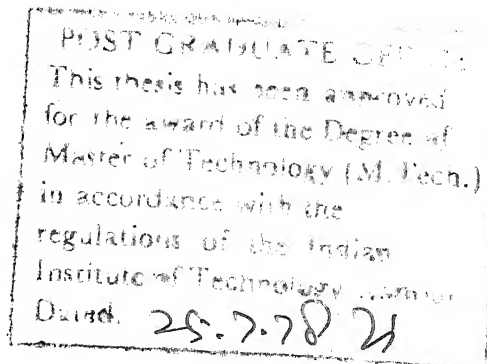 POST GRADUATE
This thesis has been approved
for the award of the Degree of
Master of Technology (M. Tech.)
in accordance with the
regulations of the Indian
Institute of Technology
Dated. 25.7.78 21